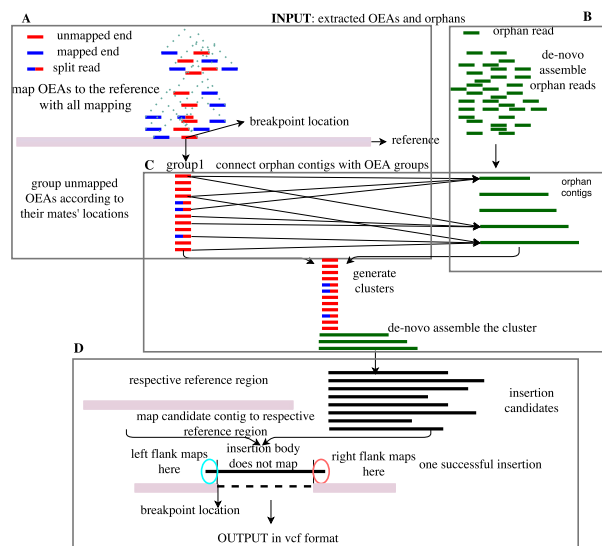 A
INPUT: extracted OEAs and orphans
B
unmapped end
mapped end
split read
map OEAs to the reference
with all mapping
breakpoint location
reference
orphan read
de-novo
assemble
orphan reads
C
group1
connect orphan contigs with OEA groups
group unmapped
OEAs according to
their mates' locations
orphan
contigs
generate
clusters
de-novo assemble the cluster
D
respective reference region
insertion
candidates
map candidate contig to respective
reference region
left flank maps
here
insertion body
does not map
right flank maps
here
one successful insertion
breakpoint location
OUTPUT in vcf format